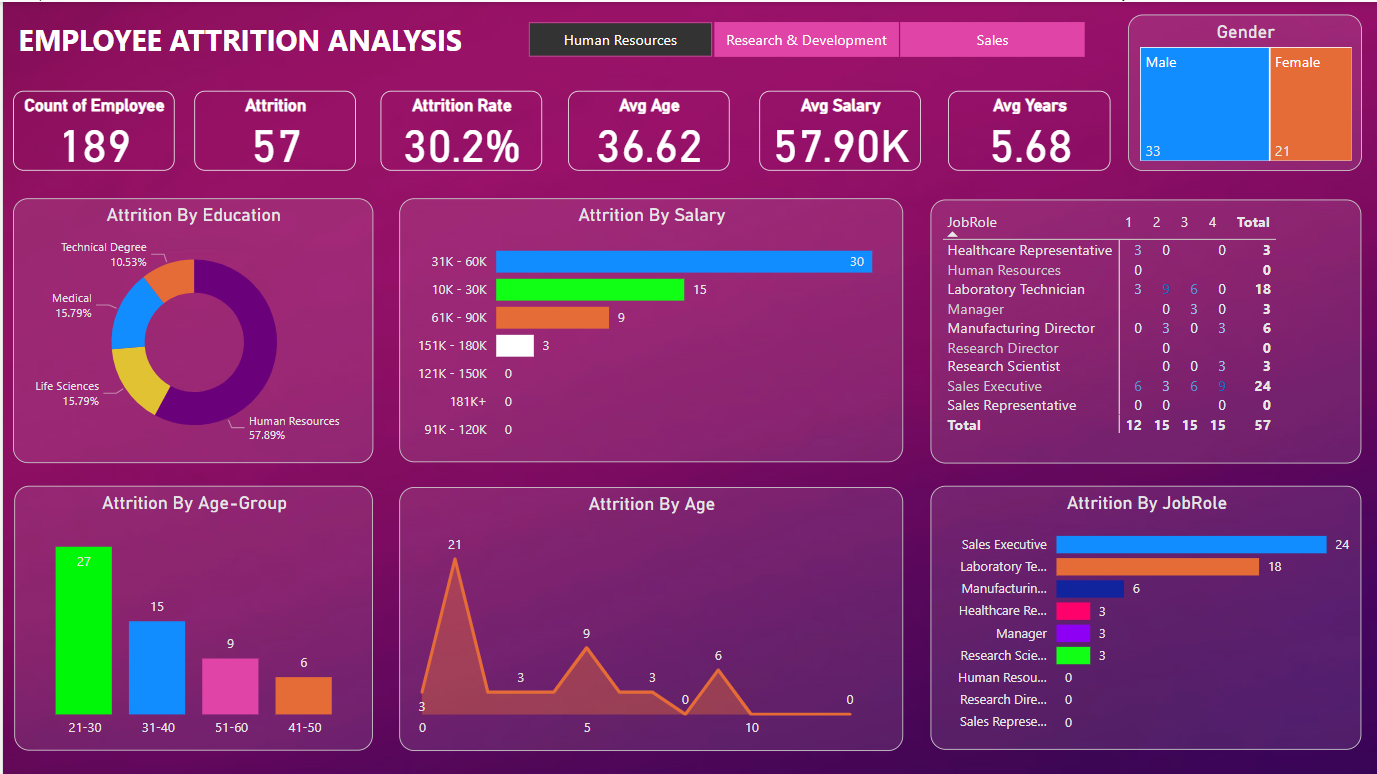 EMPLOYEE ATTRITION ANALYSIS
Human Resources
Research & Development
Sales
Gender
Male
Female
33
21
Count of Employee
189
Attrition
57
Attrition Rate
30.2%
Avg Age
36.62
Avg Salary
57.90K
Avg Years
5.68
Attrition By Education
Technical Degree
10.53%
Medical
15.79%
Life Sciences
15.79%
Human Resources
57.89%
Attrition By Salary
31K - 60K 30
10K - 30K 15
61K - 90K 9
151K - 180K 3
121K - 150K 0
181K+ 0
91K - 120K 0
JobRole 1 2 3 4 Total
Healthcare Representative 3 0 0 3
Human Resources 0 0
Laboratory Technician 3 9 6 0 18
Manager 0 3 0 3
Manufacturing Director 0 3 0 3 6
Research Director 0 0
Research Scientist 0 0 3 3
Sales Executive 6 3 6 9 24
Sales Representative 0 0 0 0
Total 12 15 15 15 57
Attrition By Age-Group
27
15
9
6
21-30 31-40 51-60 41-50
Attrition By Age
21
9
6
3 3
0 0
3
0 5 10
Attrition By JobRole
Sales Executive 24
Laboratory Te... 18
Manufacturin... 6
Healthcare Re... 3
Manager 3
Research Scie... 3
Human Resou... 0
Research Dire... 0
Sales Represe... 0